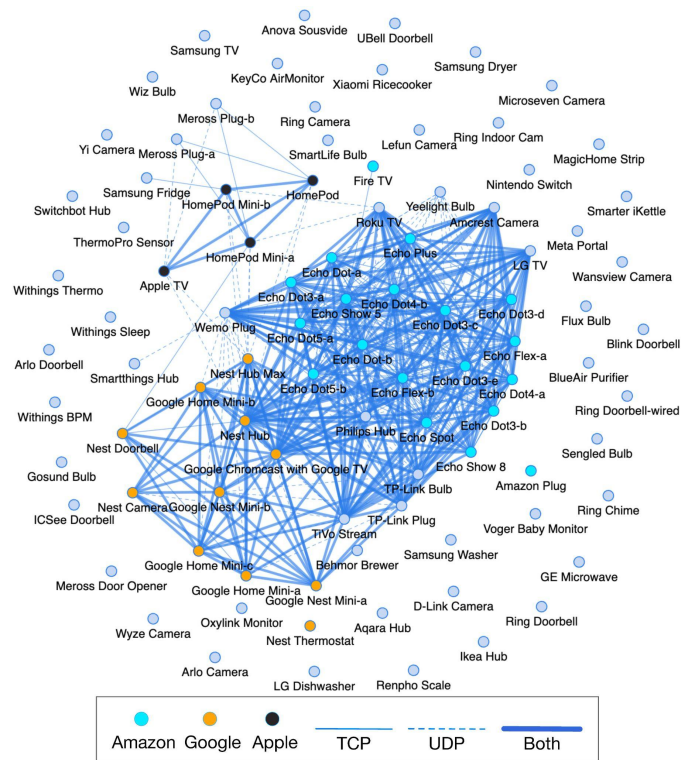 Anova Sousvide
UBell Doorbell
Samsung TV
Samsung Dryer
KeyCo AirMonitor
Xiaomi Ricecooker
Wiz Bulb
Microseven Camera
Meross Plug-b
Ring Camera
Ring Indoor Cam
Lefun Camera
Yi Camera
Meross Plug-a
SmartLife Bulb
MagicHome Strip
Fire TV
Samsung Fridge
Nintendo Switch
HomePod Mini-b
HomePod
Switchbot Hub
Yeelight Bulb
Smarter iKettle
Roku TV
Amcrest Camera
ThermoPro Sensor
Meta Portal
HomePod Mini-a
Echo Plus
LG TV
Wansview Camera
Apple TV
Echo Dot-a
Withings Thermo
Echo Dot3-a
Echo Dot4-b
Echo Dot3-d
Echo Show 5
Flux Bulb
Withings Sleep
Wemo Plug
Echo Dot3-c
Echo Dot5-a
Blink Doorbell
Echo Dot-b
Echo Flex-a
Arlo Doorbell
Smartthings Hub
Nest Hub Max
BlueAir Purifier
Echo Dot5-b
Echo Flex-b
Echo Dot3-e
Echo Dot4-a
Google Home Mini-b
Ring Doorbell-wired
Withings BPM
Nest Hub
Philips Hub
Echo Spot
Echo Dot3-b
Nest Doorbell
Sengled Bulb
Google Chromcast with Google TV
Echo Show 8
Gosund Bulb
TP-Link Bulb
Amazon Plug
Nest Camera
Google Nest Mini-b
Ring Chime
ICSee Doorbell
TiVo Stream
TP-Link Plug
Voger Baby Monitor
Samsung Washer
Google Home Mini-c
Behmor Brewer
GE Microwave
Meross Door Opener
Google Home Mini-a
Google Nest Mini-a
D-Link Camera
Oxylink Monitor
Ring Doorbell
Wyze Camera
Aqara Hub
Nest Thermostat
Ikea Hub
Arlo Camera
LG Dishwasher
Renpho Scale
Amazon Google Apple TCP UDP Both